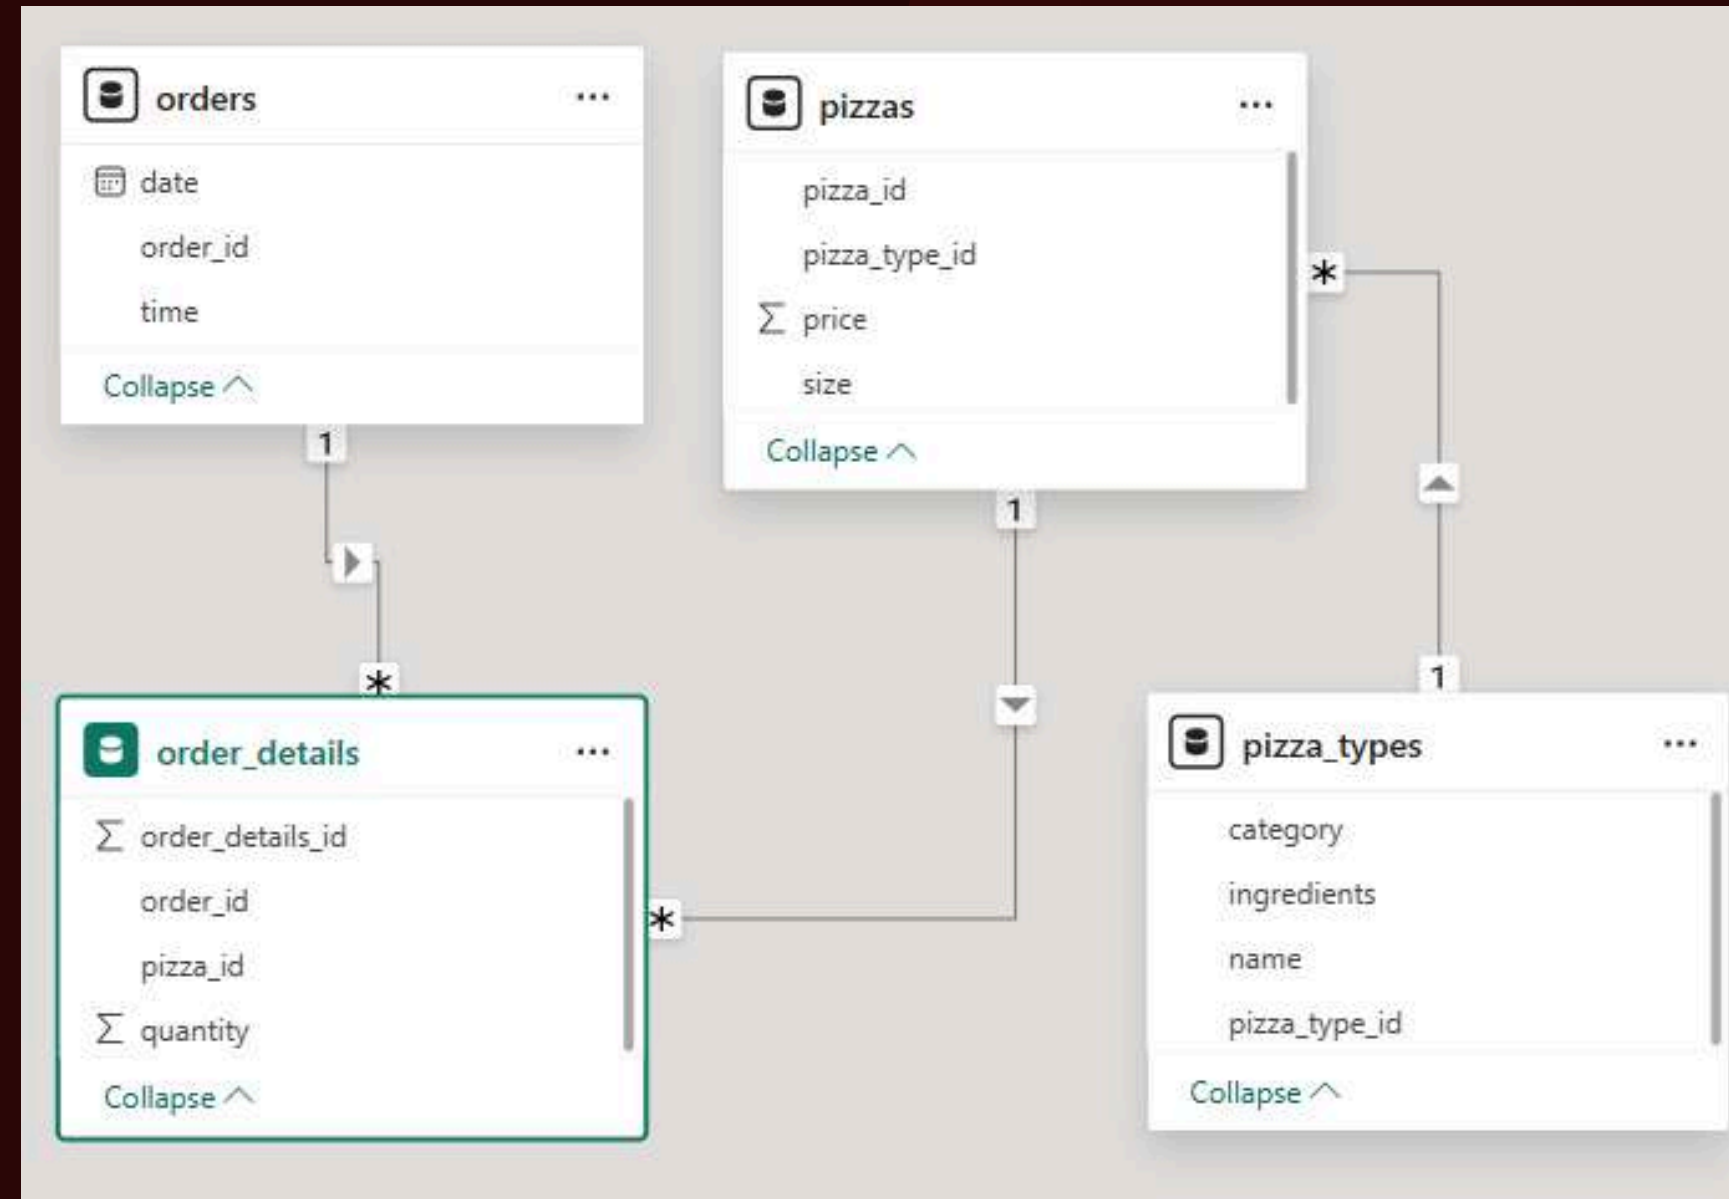 orders
date
order_id
time
Collapse
1
*
pizzas
pizza_id
pizza_type_id
Σ price
size
Collapse
1
*
*
1
order_details
Σ order_details_id
order_id
pizza_id
Σ quantity
Collapse
pizza_types
category
ingredients
name
pizza_type_id
Collapse